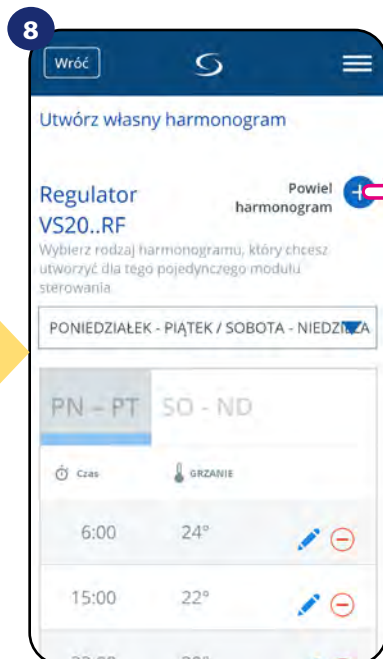 8
Wróć
Utwórz własny harmonogram
Regulator
VS20..RF
Powiel
harmonogram
Wybierz rodzaj harmonogramu, który chcesz
utworzyć dla tego pojedynczego modułu
sterowania
PONIEDZIAŁEK - PIĄTEK / SOBOTA - NIEDZIELA
PN – PT SO - ND
Czas GRZANIE
6:00 24°
15:00 22°